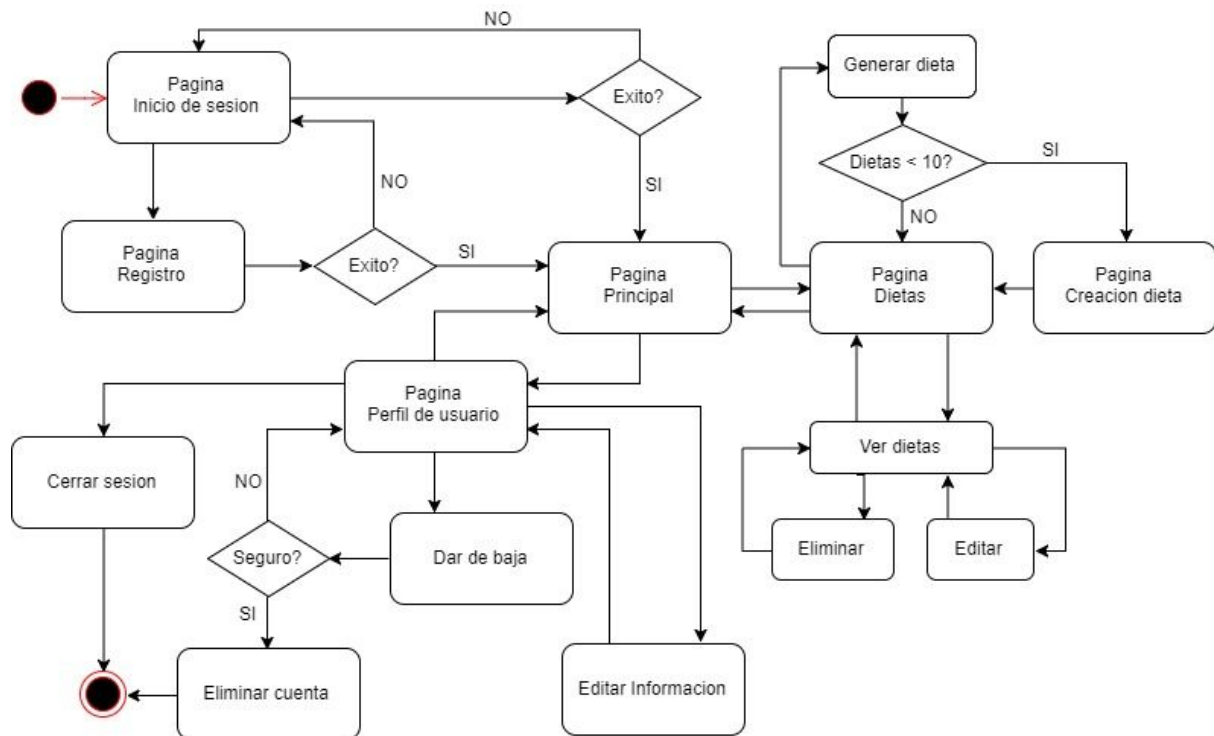 NO
Generar dieta
Pagina
Inicio de sesion
Exito?
Dietas < 10?
SI
NO
SI
NO
Pagina
Registro
Exito?
SI
Pagina
Principal
Pagina
Dietas
Pagina
Creacion dieta
Pagina
Perfil de usuario
Ver dietas
Cerrar sesion
NO
Seguro?
Dar de baja
Eliminar
Editar
SI
Eliminar cuenta
Editar Informacion